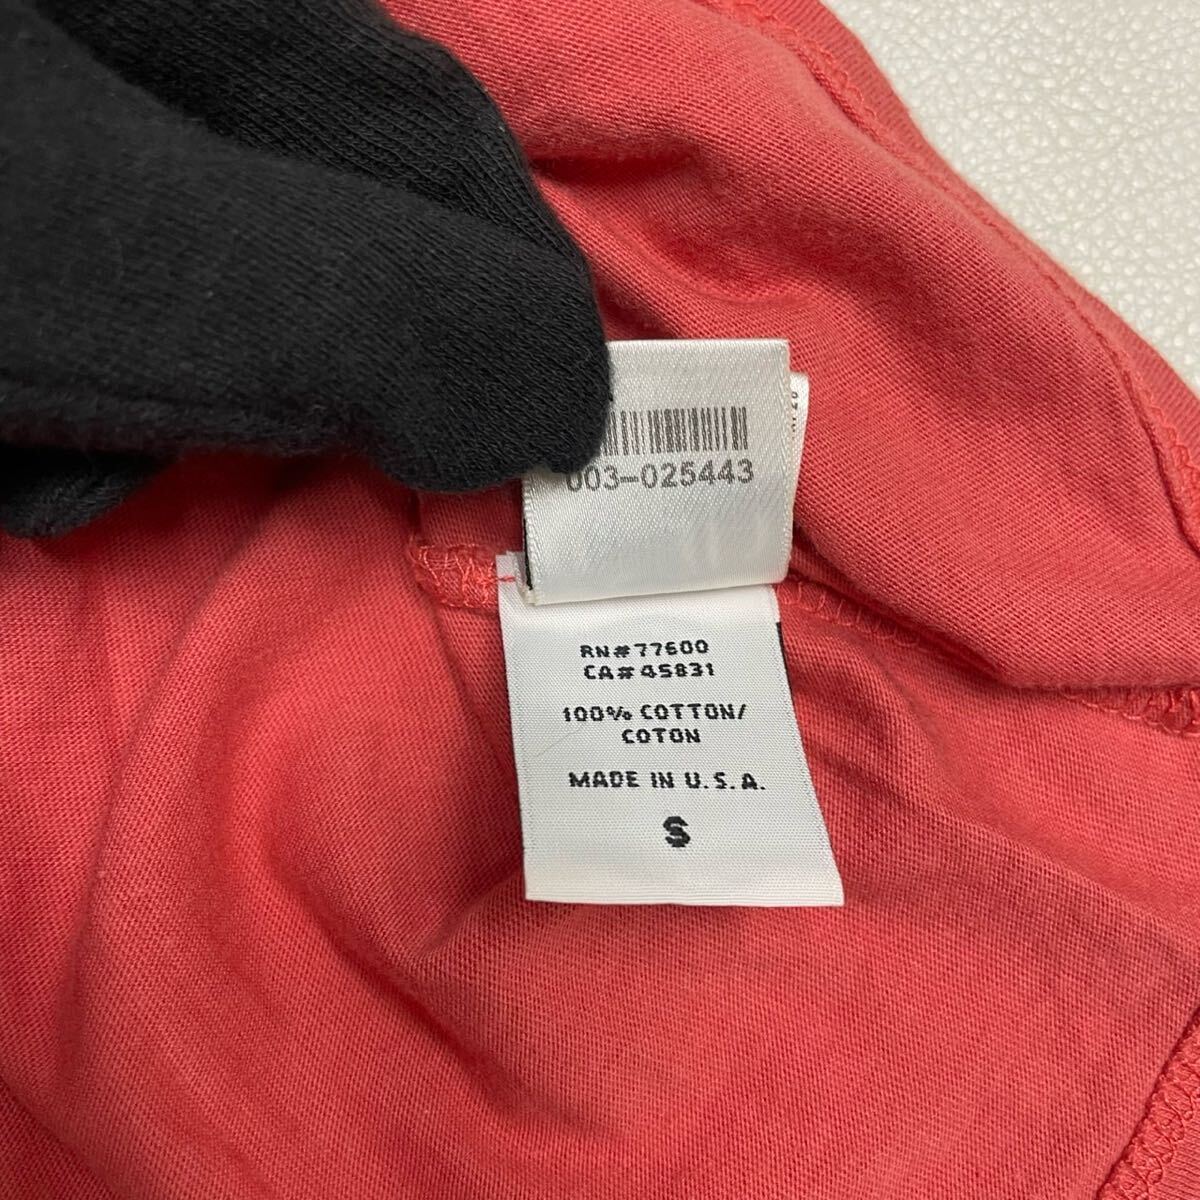 003-025443
RN#77600
CA#45831
100% COTTON/
COTON
MADE IN U.S.A.
S